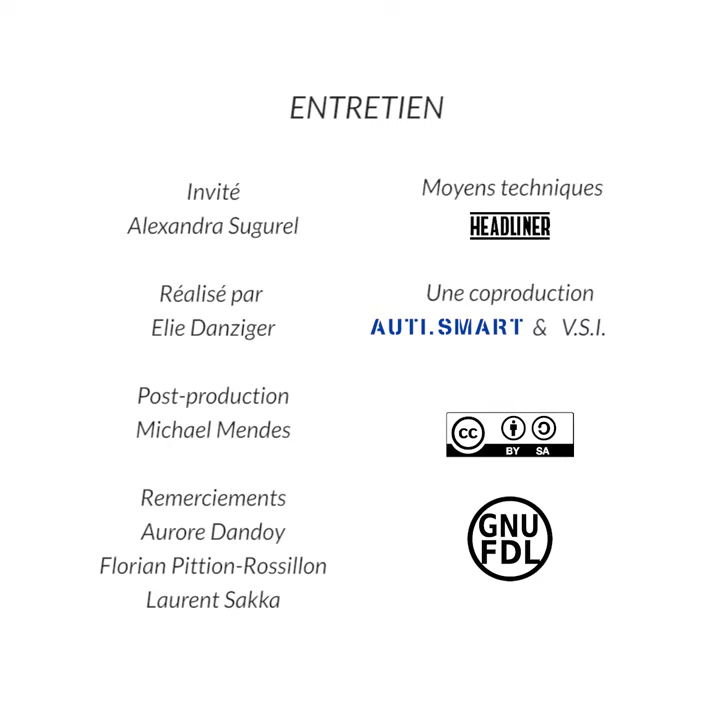 ENTRETIEN
Invité
Alexandra Sugurel
Réalisé par
Elie Danziger
Post-production
Michael Mendes
Remerciements
Aurore Dandoy
Florian Pittion-Rossillon
Laurent Sakka
Moyens techniques
HEADLINER
Une coproduction
AUTI.SMART & V.S.I.
CC
BY SA
GNU
FDL